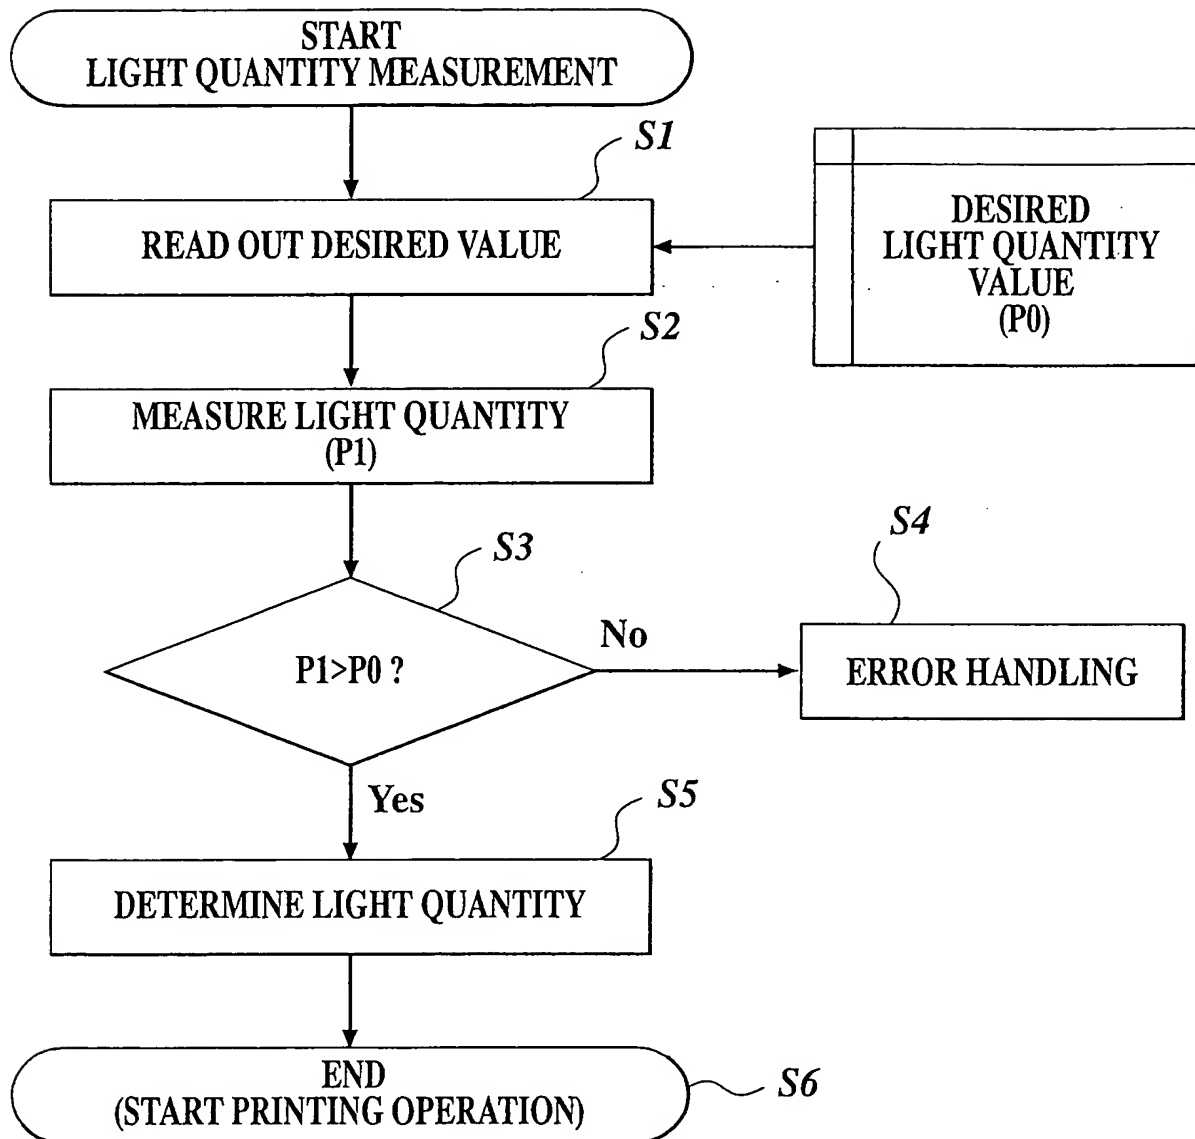 START
LIGHT QUANTITY MEASUREMENT
S1
READ OUT DESIRED VALUE
DESIRED
LIGHT QUANTITY
VALUE
(P0)
S2
MEASURE LIGHT QUANTITY
(P1)
S3
P1>P0 ?
No
S4
ERROR HANDLING
Yes
S5
DETERMINE LIGHT QUANTITY
END
(START PRINTING OPERATION)
S6